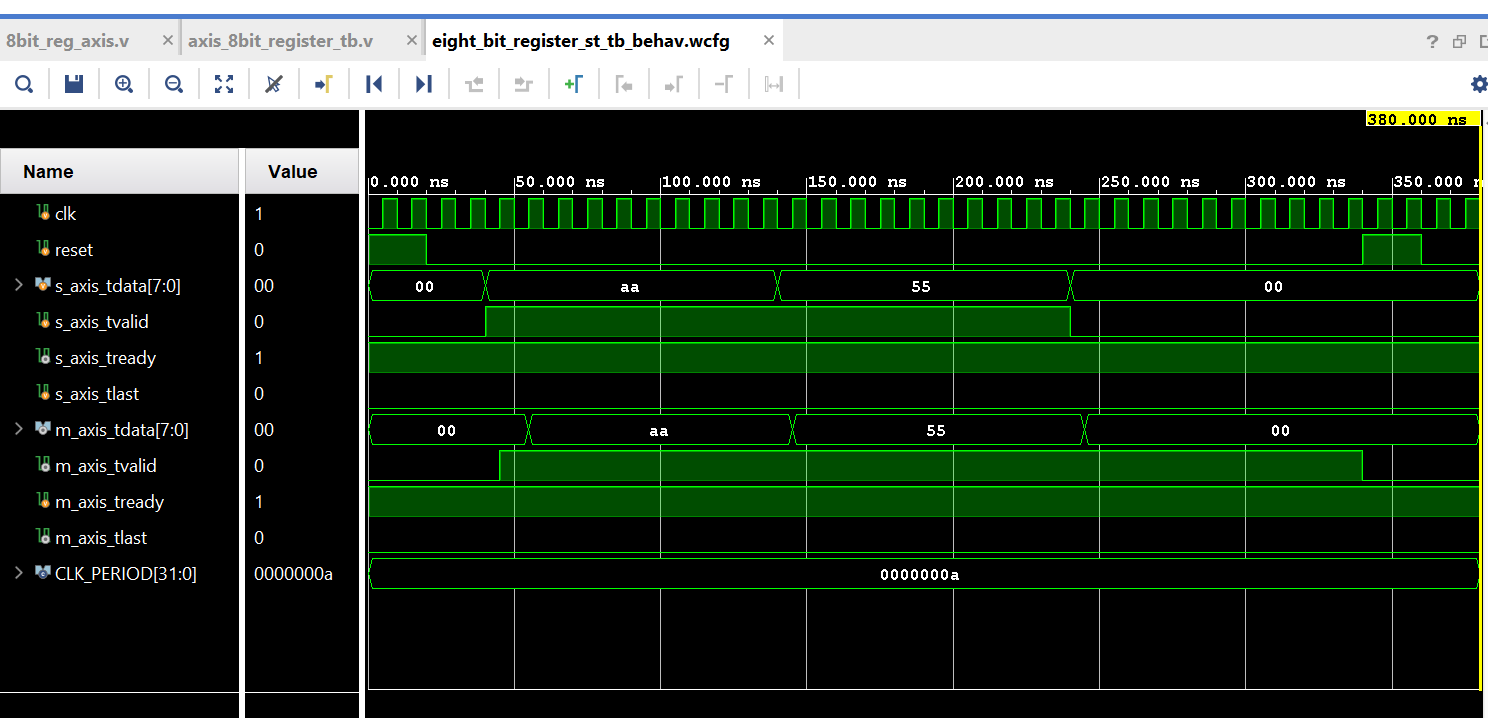 8bit_reg_axis.v × axis_8bit_register_tb.v × eight_bit_register_st_tb_behav.wcfg × ?
380.000 ns
Name Value
0.000 ns 50.000 ns 100.000 ns 150.000 ns 200.000 ns 250.000 ns 300.000 ns 350.000 n
clk 1
reset 0
s_axis_tdata[7:0] 00 00 aa 55 00
s_axis_tvalid 0
s_axis_tready 1
s_axis_tlast 0
m_axis_tdata[7:0] 00 00 aa 55 00
m_axis_tvalid 0
m_axis_tready 1
m_axis_tlast 0
CLK_PERIOD[31:0] 0000000a 0000000a